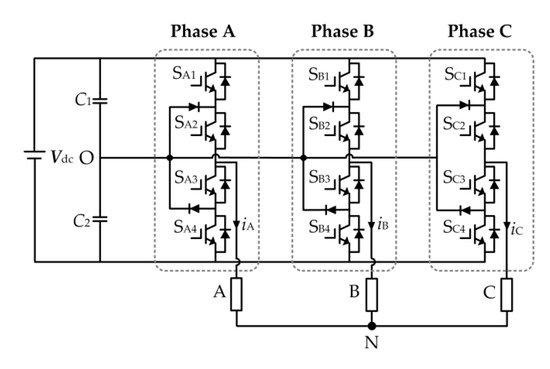 Phase A Phase B Phase C
SA1 SB1 SC1
C1
SA2 SB2 SC2
Vdc O
SA3 SB3 SC3
C2
SA4 iA SB4 iB SC4 iC
A B C
N